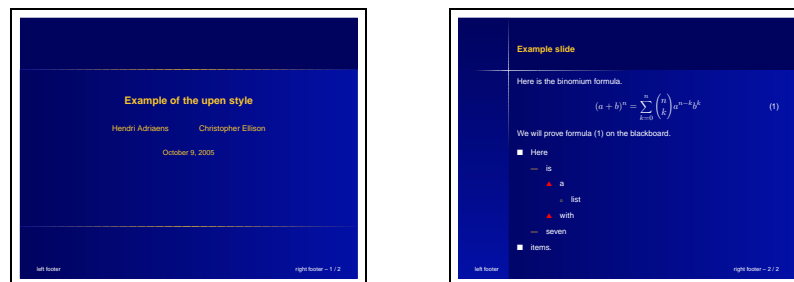 Example of the upen style
Hendri Adriaens Christopher Ellison
October 9, 2005
left footer right footer – 1 / 2
Example slide
Here is the binomium formula.
(a + b)^n = \sum_{k=0}^{n} \binom{n}{k} a^{n-k} b^k (1)
We will prove formula (1) on the blackboard.
■ Here
— is
▲ a
▫ list
▲ with
— seven
■ items.
left footer right footer – 2 / 2